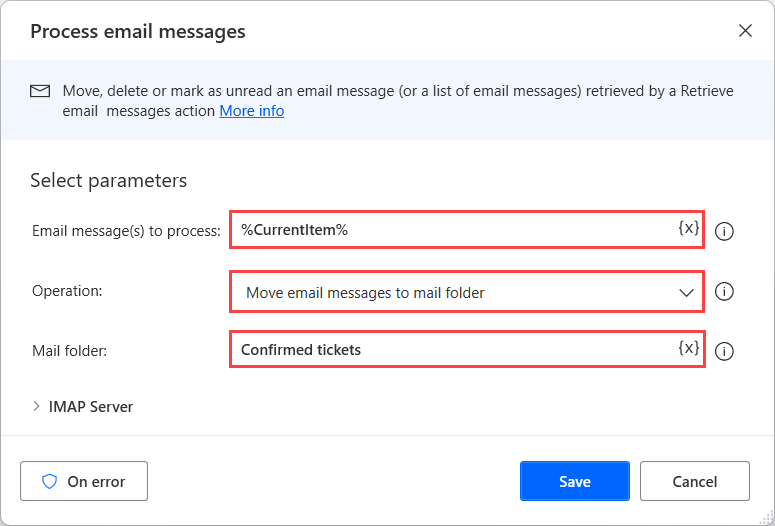 Process email messages
Move, delete or mark as unread an email message (or a list of email messages) retrieved by a Retrieve
email  messages action More info
Select parameters
Email message(s) to process: %CurrentItem% {x}
Operation: Move email messages to mail folder
Mail folder: Confirmed tickets {x}
IMAP Server
On error Save Cancel